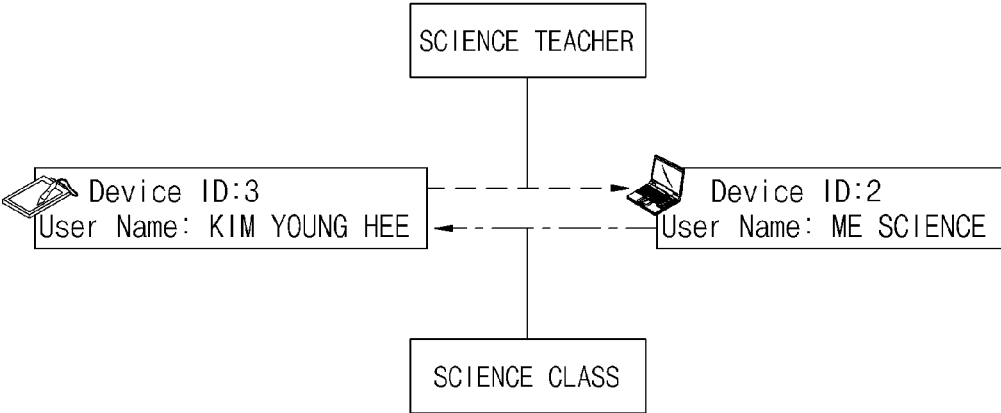 SCIENCE TEACHER
Device ID:3
User Name: KIM YOUNG HEE
Device ID:2
User Name: ME SCIENCE
SCIENCE CLASS